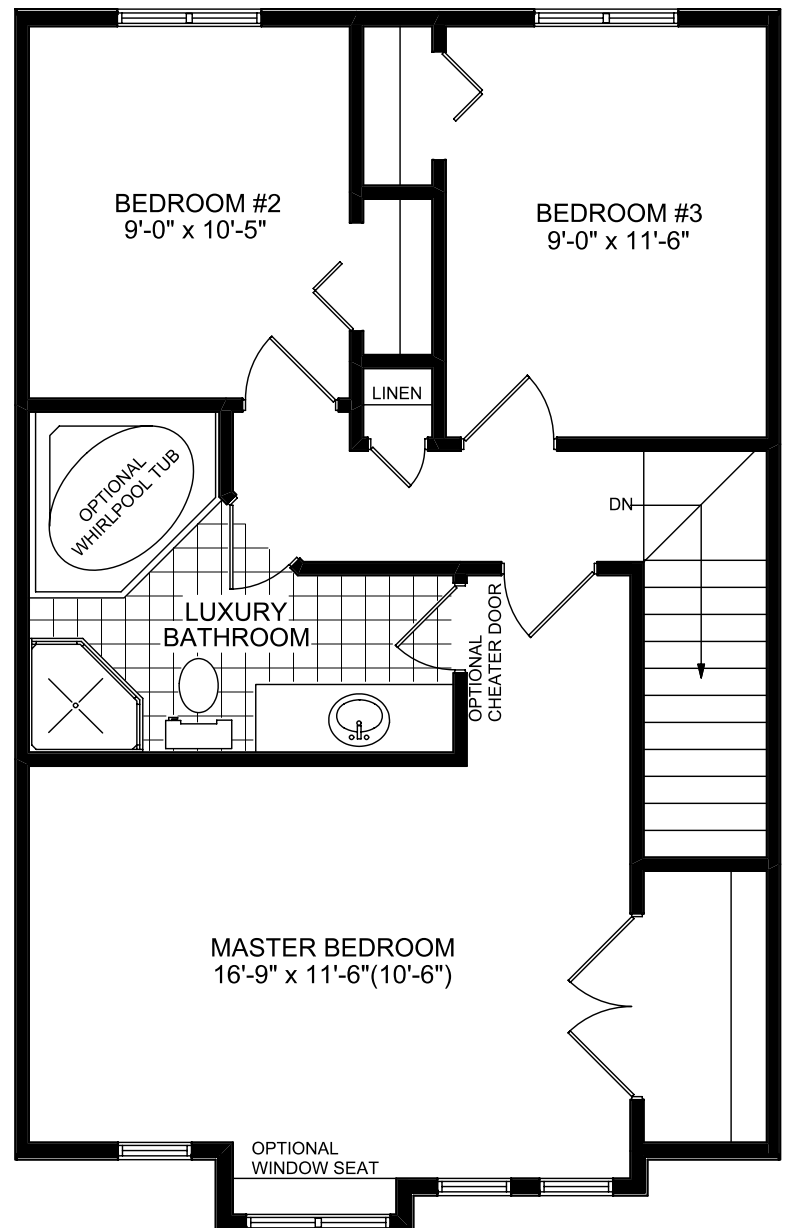 BEDROOM #2
9'-0" x 10'-5"
BEDROOM #3
9'-0" x 11'-6"
LINEN
OPTIONAL
WHIRLPOOL TUB
DN
LUXURY
BATHROOM
OPTIONAL
CHEATER DOOR
MASTER BEDROOM
16'-9" x 11'-6"(10'-6")
OPTIONAL
WINDOW SEAT